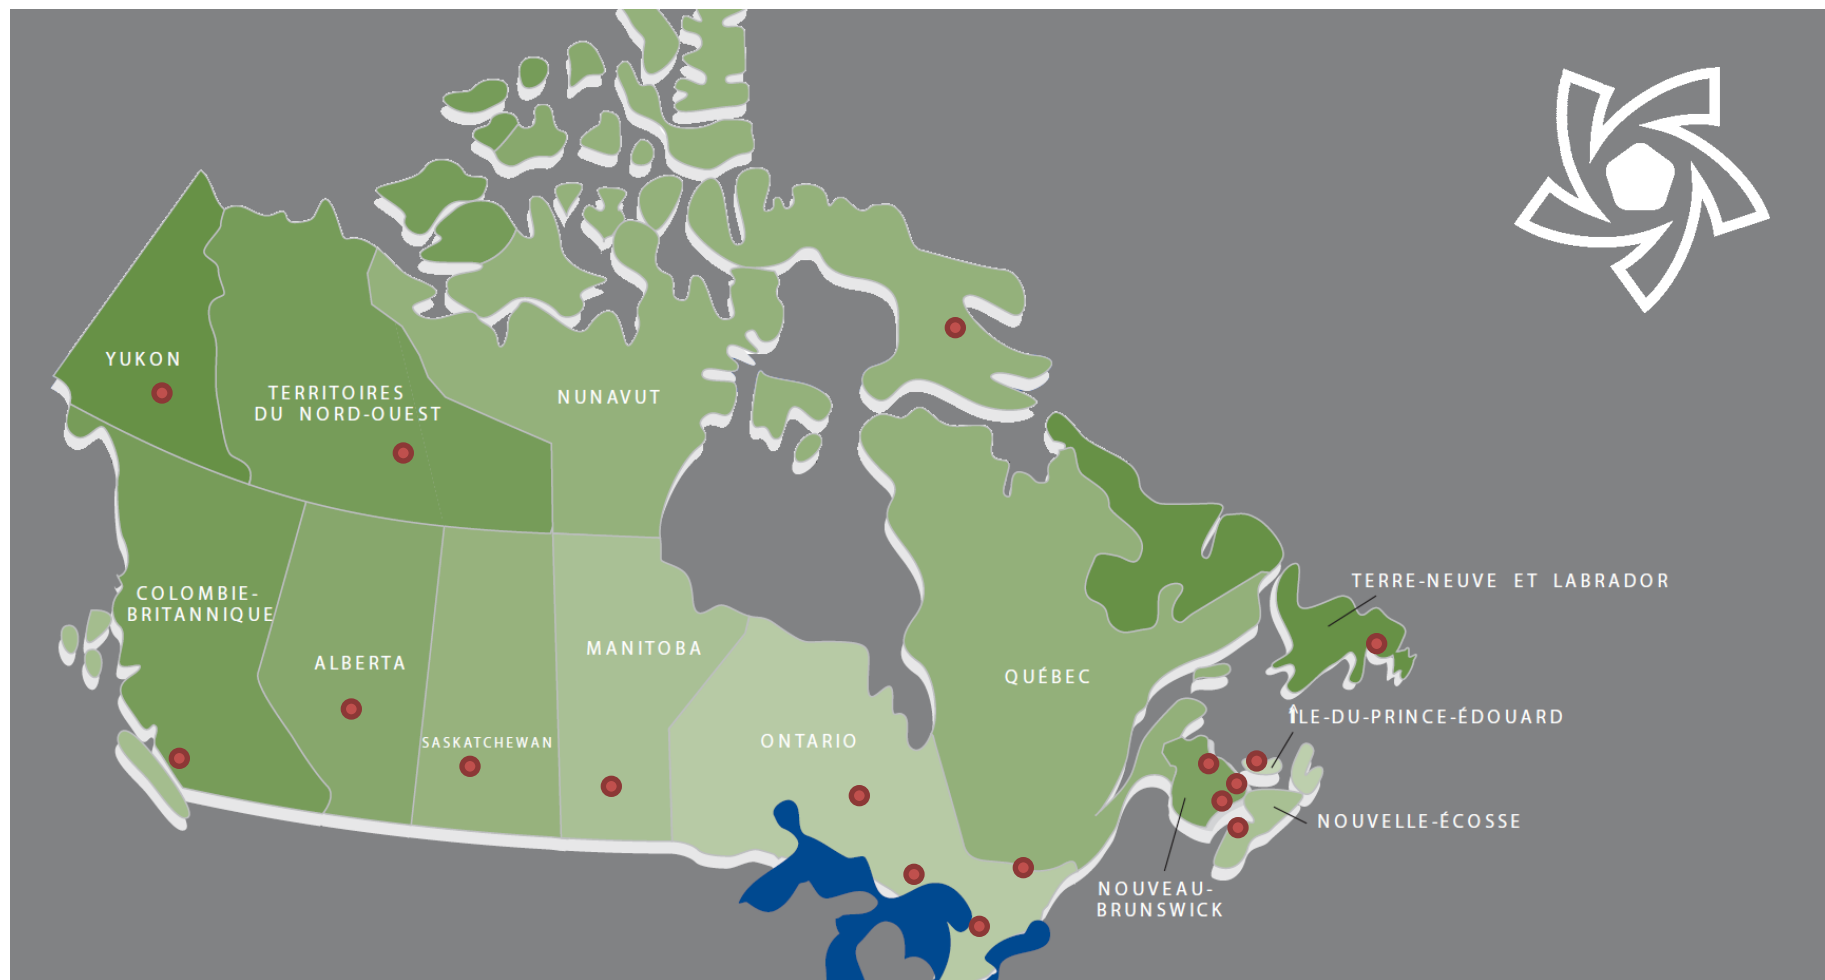 YUKON
TERRITOIRES
DU NORD-OUEST
NUNAVUT
COLOMBIE-
BRITANNIQUE
ALBERTA
SASKATCHEWAN
MANITOBA
ONTARIO
QUÉBEC
TERRE-NEUVE ET LABRADOR
ÎLE-DU-PRINCE-ÉDOUARD
NOUVELLE-ÉCOSSE
NOUVEAU-
BRUNSWICK